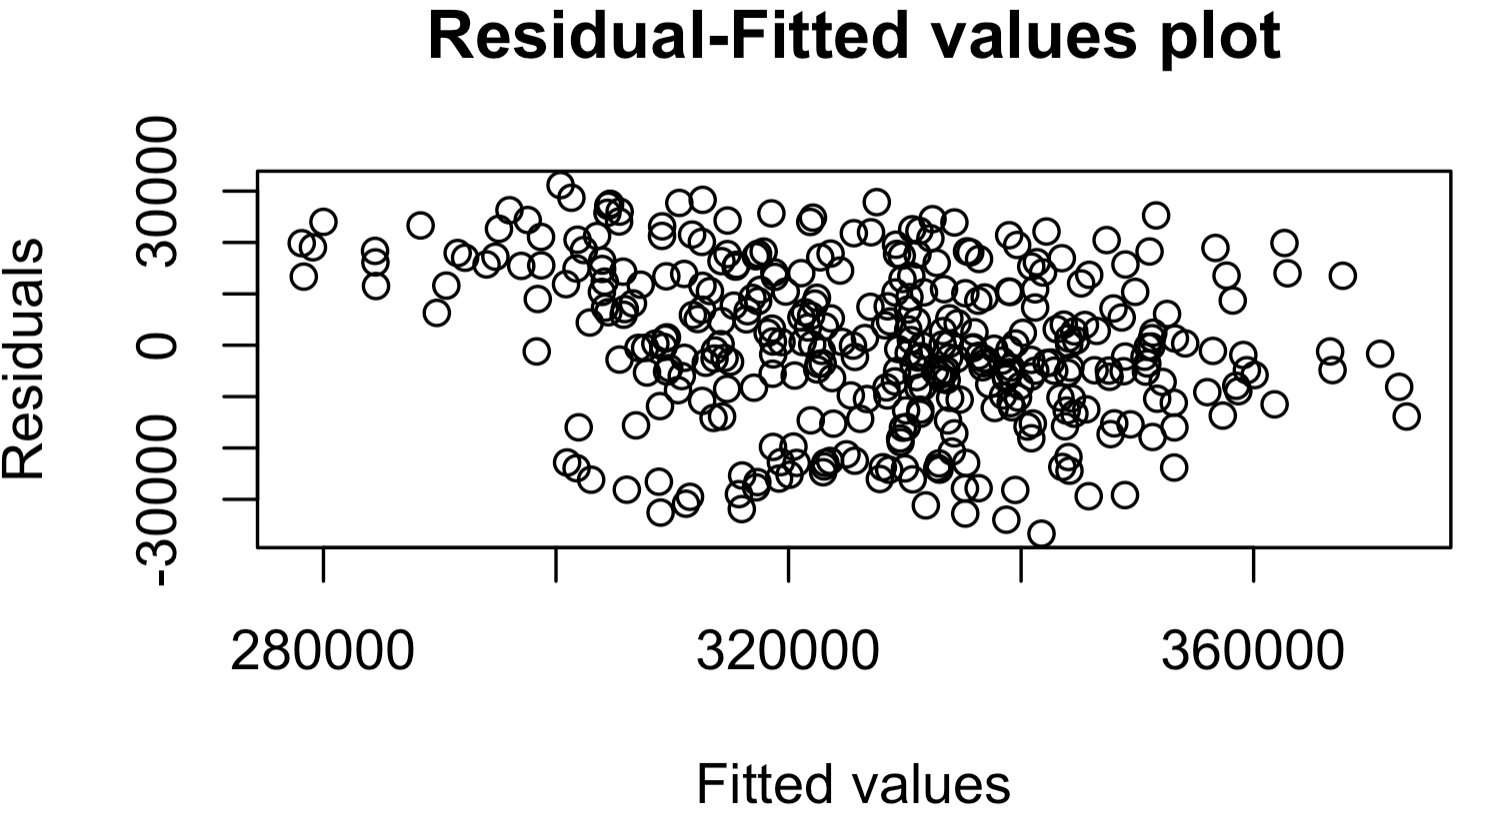 Residual-Fitted values plot
Residuals
30000
0
-30000
280000 320000 360000
Fitted values